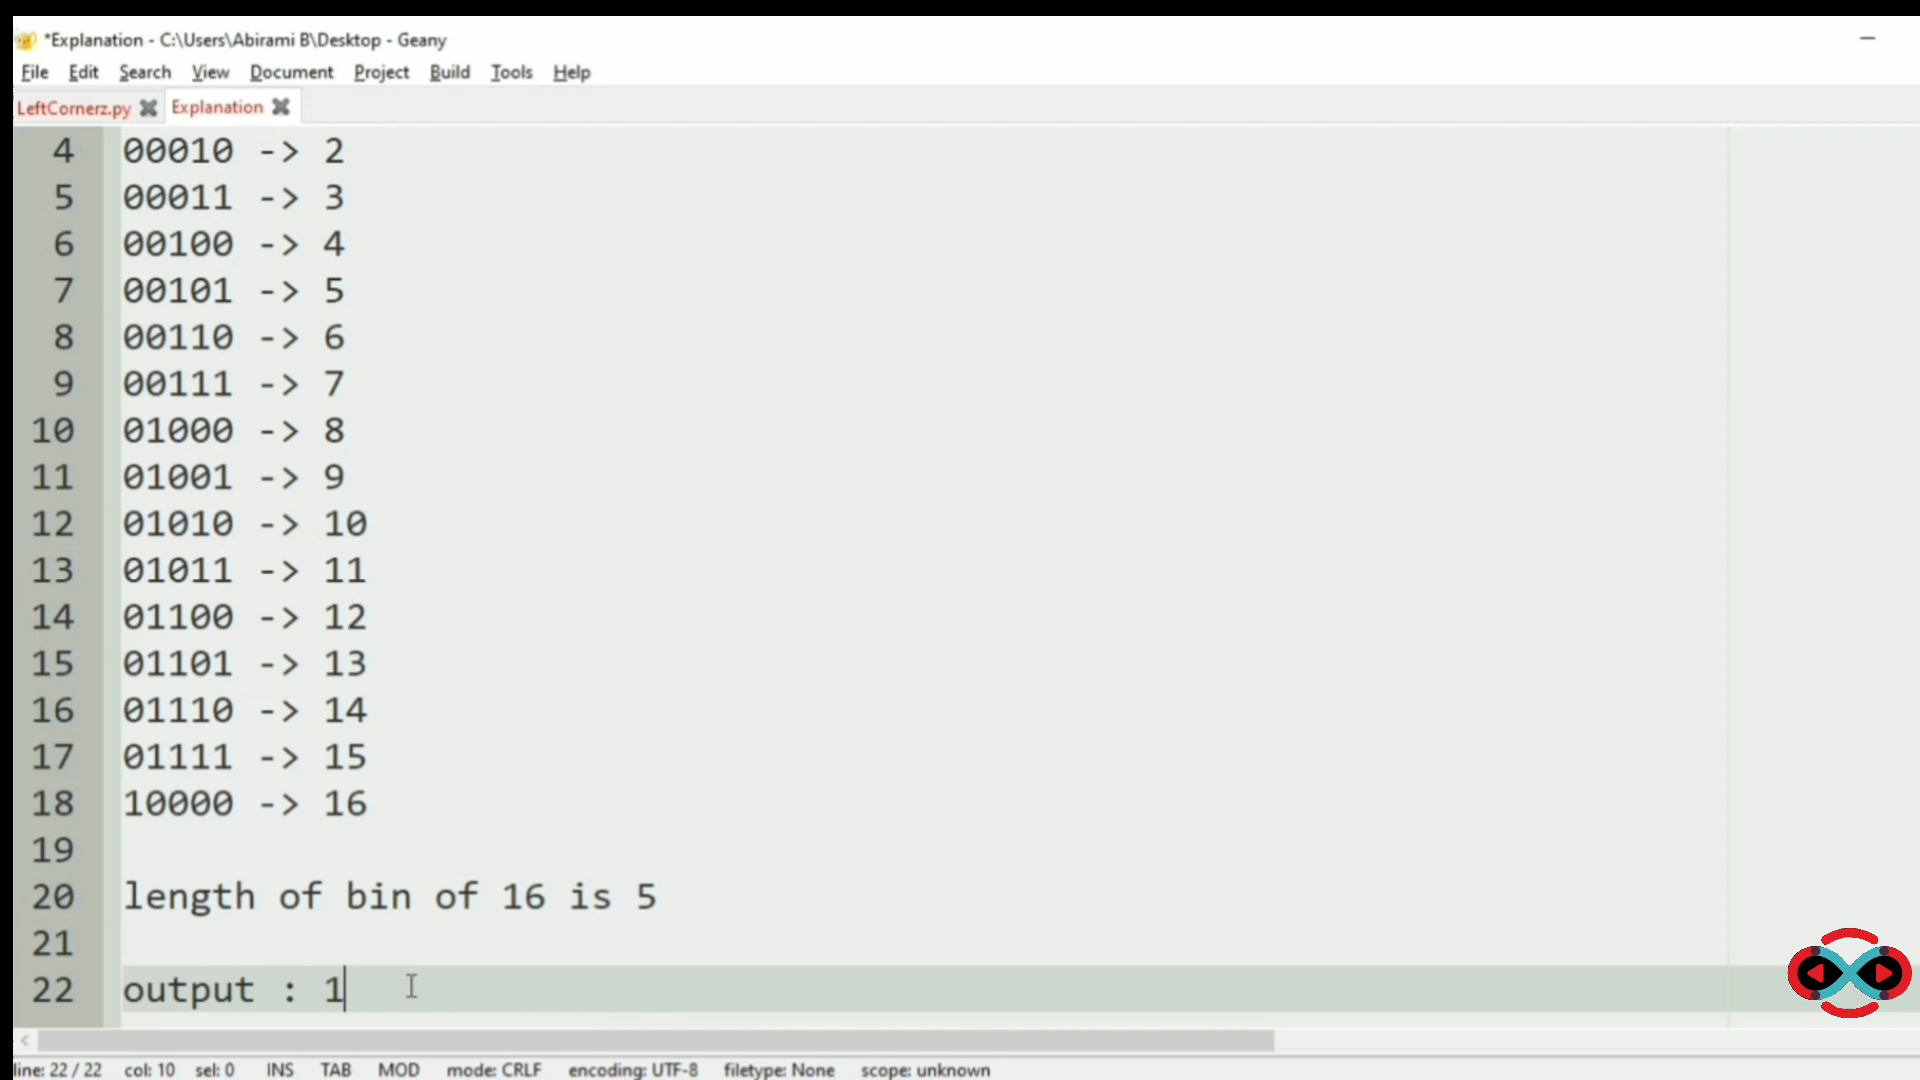 *Explanation - C:\Users\Abirami B\Desktop - Geany
File Edit Search View Document Project Build Tools Help
LeftCornerz.py Explanation
4 00010 -> 2
5 00011 -> 3
6 00100 -> 4
7 00101 -> 5
8 00110 -> 6
9 00111 -> 7
10 01000 -> 8
11 01001 -> 9
12 01010 -> 10
13 01011 -> 11
14 01100 -> 12
15 01101 -> 13
16 01110 -> 14
17 01111 -> 15
18 10000 -> 16
19
20 length of bin of 16 is 5
21
22 output : 1
line: 22 / 22 col: 10 sel: 0 INS TAB MOD mode: CRLF encoding: UTF-8 filetype: None scope: unknown